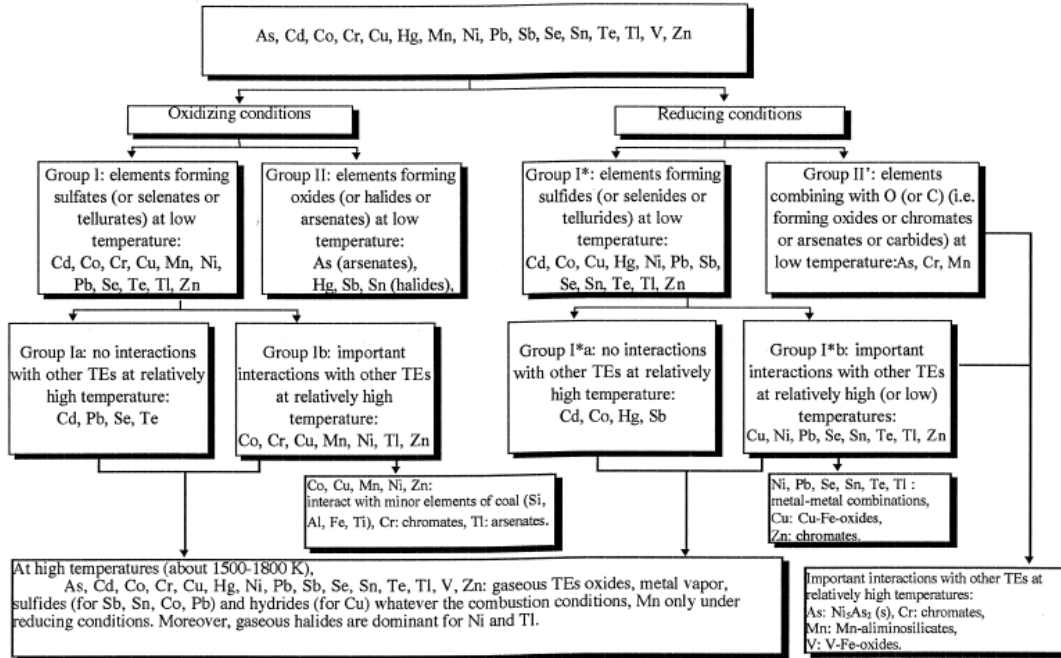 As, Cd, Co, Cr, Cu, Hg, Mn, Ni, Pb, Sb, Se, Sn, Te, Tl, V, Zn
Oxidizing conditions
Reducing conditions
Group I: elements forming
sulfates (or selenates or
tellurates) at low
temperature:
Cd, Co, Cr, Cu, Mn, Ni,
Pb, Se, Te, Tl, Zn
Group II: elements forming
oxides (or halides or
arsenates) at low
temperature:
As (arsenates),
Hg, Sb, Sn (halides),
Group I*: elements forming
sulfides (or selenides or
tellurides) at low
temperature:
Cd, Co, Cu, Hg, Ni, Pb, Sb,
Se, Sn, Te, Tl, Zn
Group II’: elements
combining with O (or C) (i.e.
forming oxides or chromates
or arsenates or carbides) at
low temperature:As, Cr, Mn
Group Ia: no interactions
with other TEs at relatively
high temperature:
Cd, Pb, Se, Te
Group Ib: important
interactions with other TEs
at relatively high
temperature:
Co, Cr, Cu, Mn, Ni, Tl, Zn
Group I*a: no interactions
with other TEs at relatively
high temperature:
Cd, Co, Hg, Sb
Group I*b: important
interactions with other TEs
at relatively high (or low)
temperatures:
Cu, Ni, Pb, Se, Sn, Te, Tl, Zn
Co, Cu, Mn, Ni, Zn:
interact with minor elements of coal (Si,
Al, Fe, Ti), Cr: chromates, Tl: arsenates.
Ni, Pb, Se, Sn, Te, Tl :
metal-metal combinations,
Cu: Cu-Fe-oxides,
Zn: chromates.
At high temperatures (about 1500-1800 K),
As, Cd, Co, Cr, Cu, Hg, Ni, Pb, Sb, Se, Sn, Te, Tl, V, Zn: gaseous TEs oxides, metal vapor,
sulfides (for Sb, Sn, Co, Pb) and hydrides (for Cu) whatever the combustion conditions, Mn only under
reducing conditions. Moreover, gaseous halides are dominant for Ni and Tl.
Important interactions with other TEs at
relatively high temperatures:
As: Ni₅As₂ (s), Cr: chromates,
Mn: Mn-aliminosilicates,
V: V-Fe-oxides.